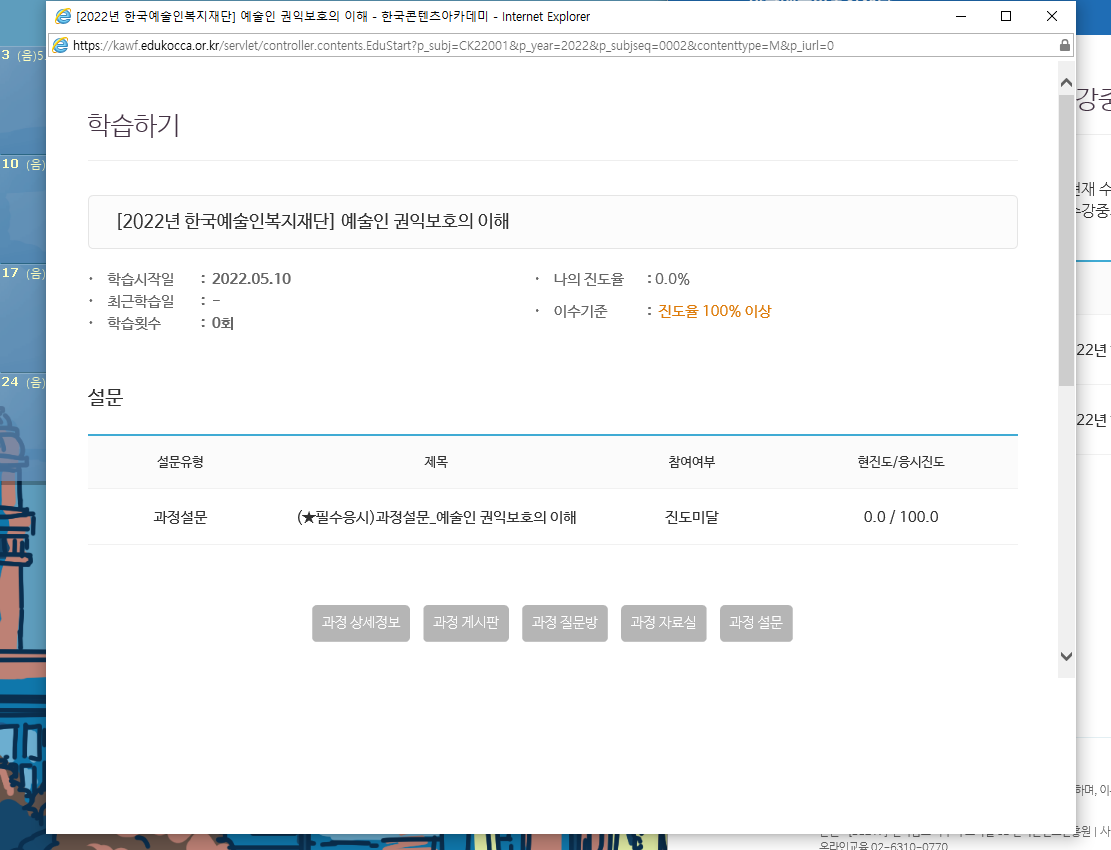 [2022년 한국예술인복지재단] 예술인 권익보호의 이해 - 한국콘텐츠아카데미 - Internet Explorer
https://kawf.edukocca.or.kr/servlet/controller.contents.EduStart?p_subj=CK22001&p_year=2022&p_subjseq=0002&contenttype=M&p_iurl=0
3 (음)5.
10 (음)
17 (음)
24 (음)
학습하기
[2022년 한국예술인복지재단] 예술인 권익보호의 이해
· 학습시작일 : 2022.05.10
· 최근학습일 : -
· 학습횟수 : 0회
· 나의 진도율 : 0.0%
· 이수기준 : 진도율 100% 이상
설문
설문유형 제목 참여여부 현진도/응시진도
과정설문 (★필수응시)과정설문_예술인 권익보호의 이해 진도미달 0.0 / 100.0
과정 상세정보 과정 게시판 과정 질문방 과정 자료실 과정 설문
강중
현재 수
수강중
22년
22년
하며, 이
흥원 | 사
온라인교육 02-6310-0770